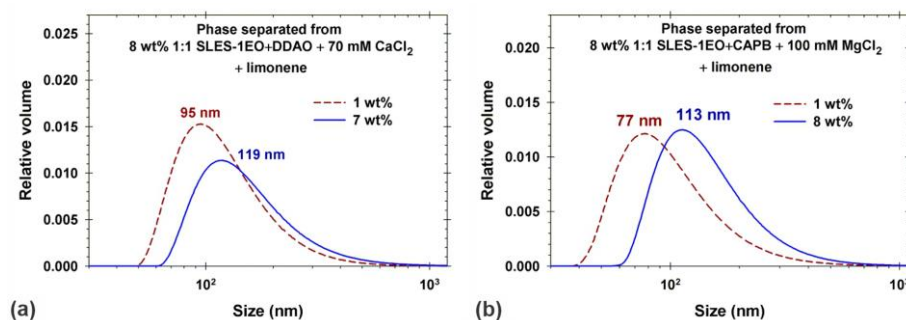 Phase separated from
8 wt% 1:1 SLES-1EO+DDAO + 70 mM CaCl2
+ limonene
0.025
0.020
0.015
0.010
0.005
0.000
Relative volume
1 wt%
7 wt%
95 nm
119 nm
10²
10³
Size (nm)
(a)
Phase separated from
8 wt% 1:1 SLES-1EO+CAPB + 100 mM MgCl2
+ limonene
0.020
0.015
0.010
0.005
0.000
Relative volume
1 wt%
8 wt%
77 nm
113 nm
10²
10³
Size (nm)
(b)